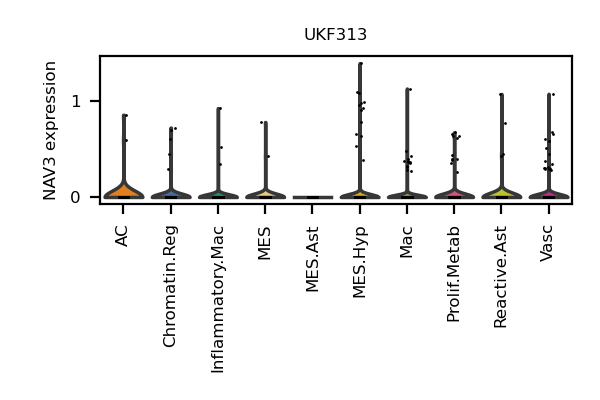 UKF313
NAV3 expression
1
0
AC
Chromatin.Reg
Inflammatory.Mac
MES
MES.Ast
MES.Hyp
Mac
Prolif.Metab
Reactive.Ast
Vasc